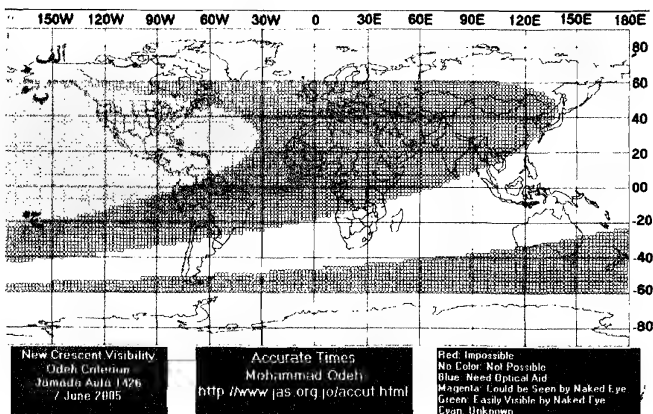 150W 120W 90W 60W 30W 0 30E 60E 90E 120E 150E 180E
80
60
40
20
00
-20
-40
-60
-80
الف
ب
New Crescent Visibility
Odeh Criterion
Jumada Aula 1426
7 June 2005
Accurate Times
Mohammad Odeh
http://www.jas.org.jo/accut.html
Red: Impossible
No Color: Not Possible
Blue: Need Optical Aid
Magenta: Could be Seen by Naked Eye
Green: Easily Visible by Naked Eye
Cyan: Unknown